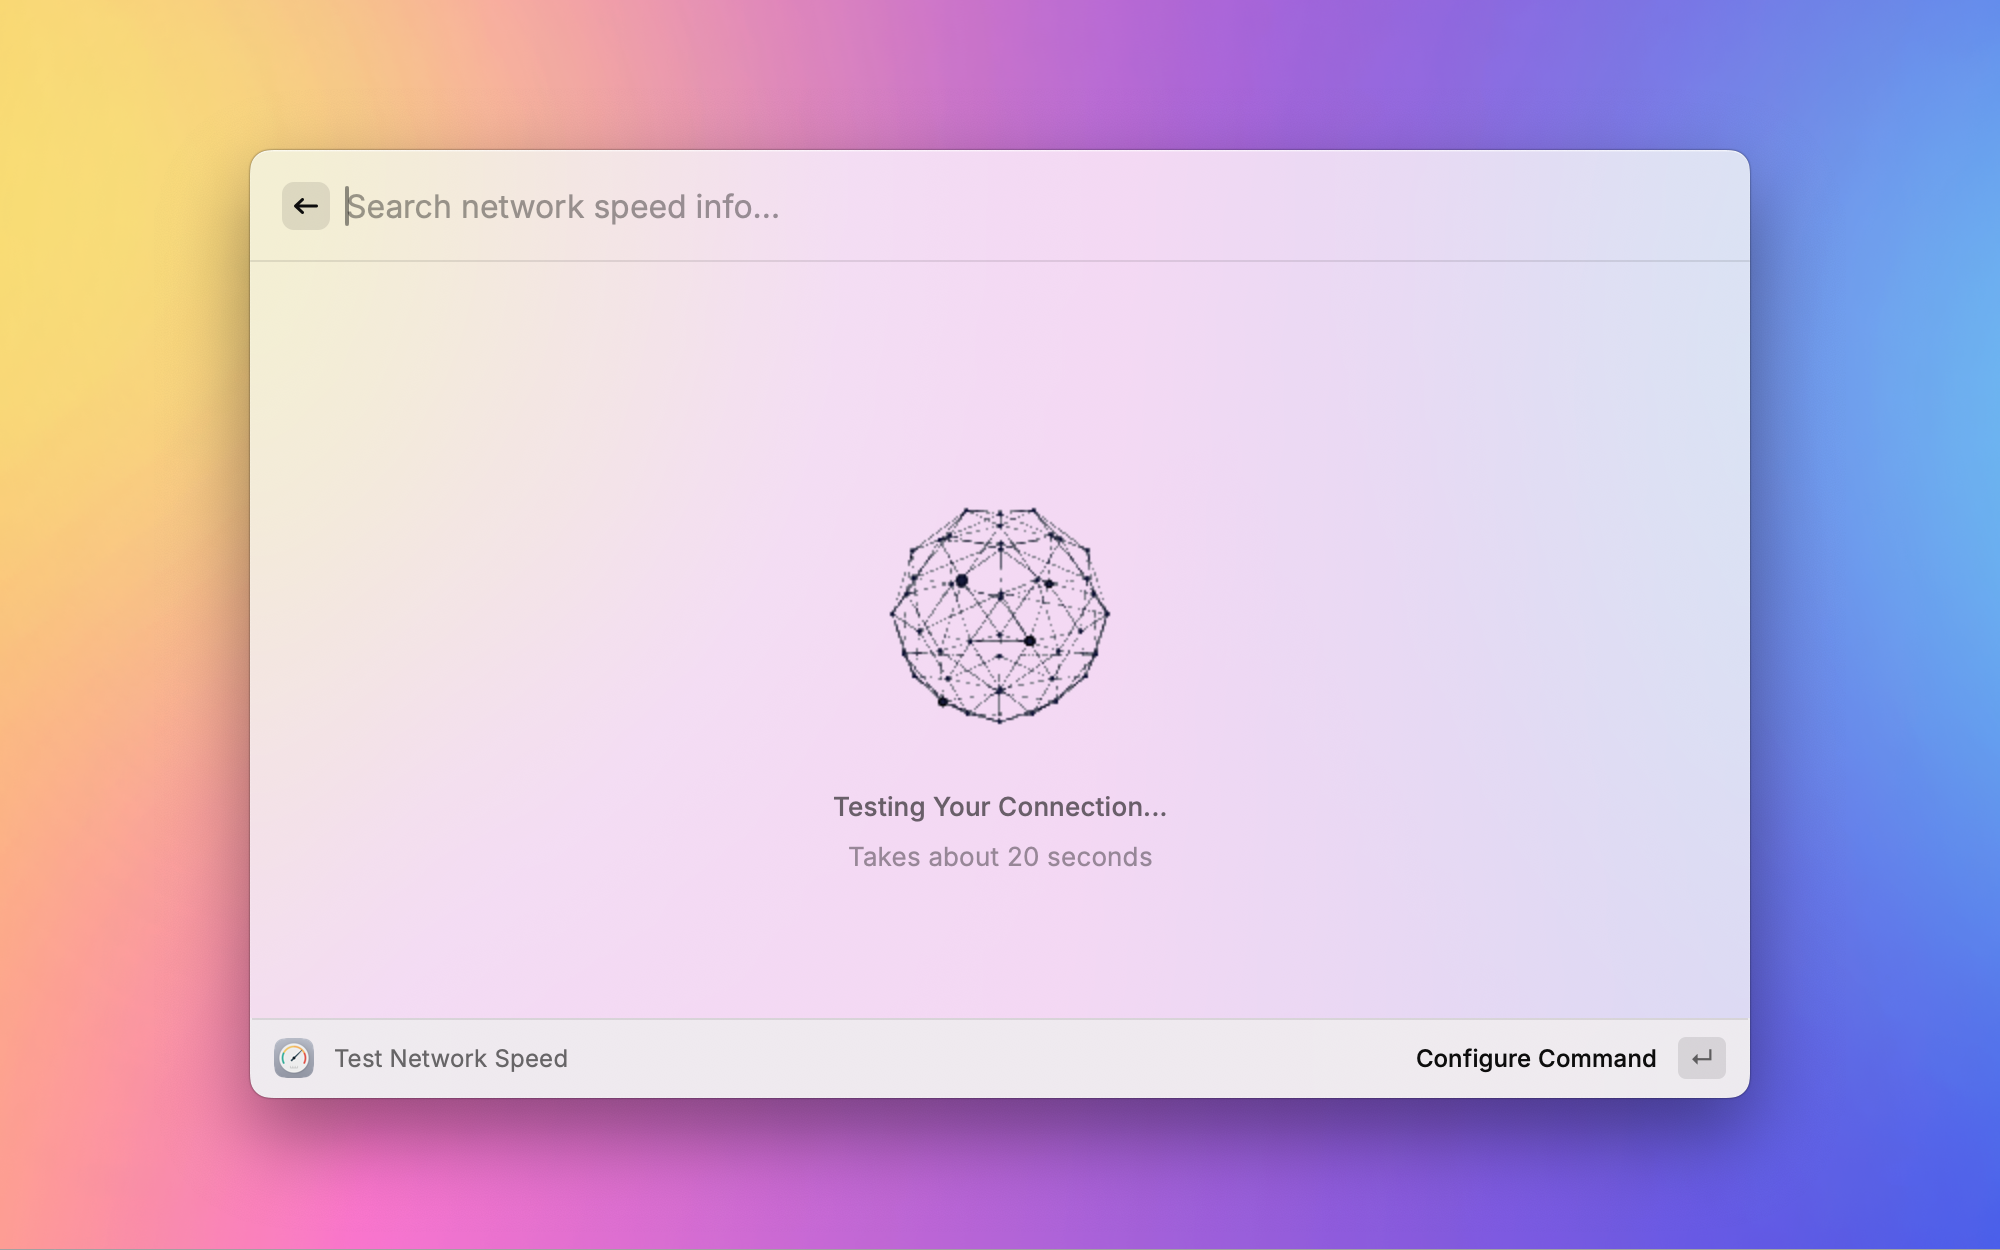 Search network speed info...
Testing Your Connection...
Takes about 20 seconds
Test Network Speed
Configure Command